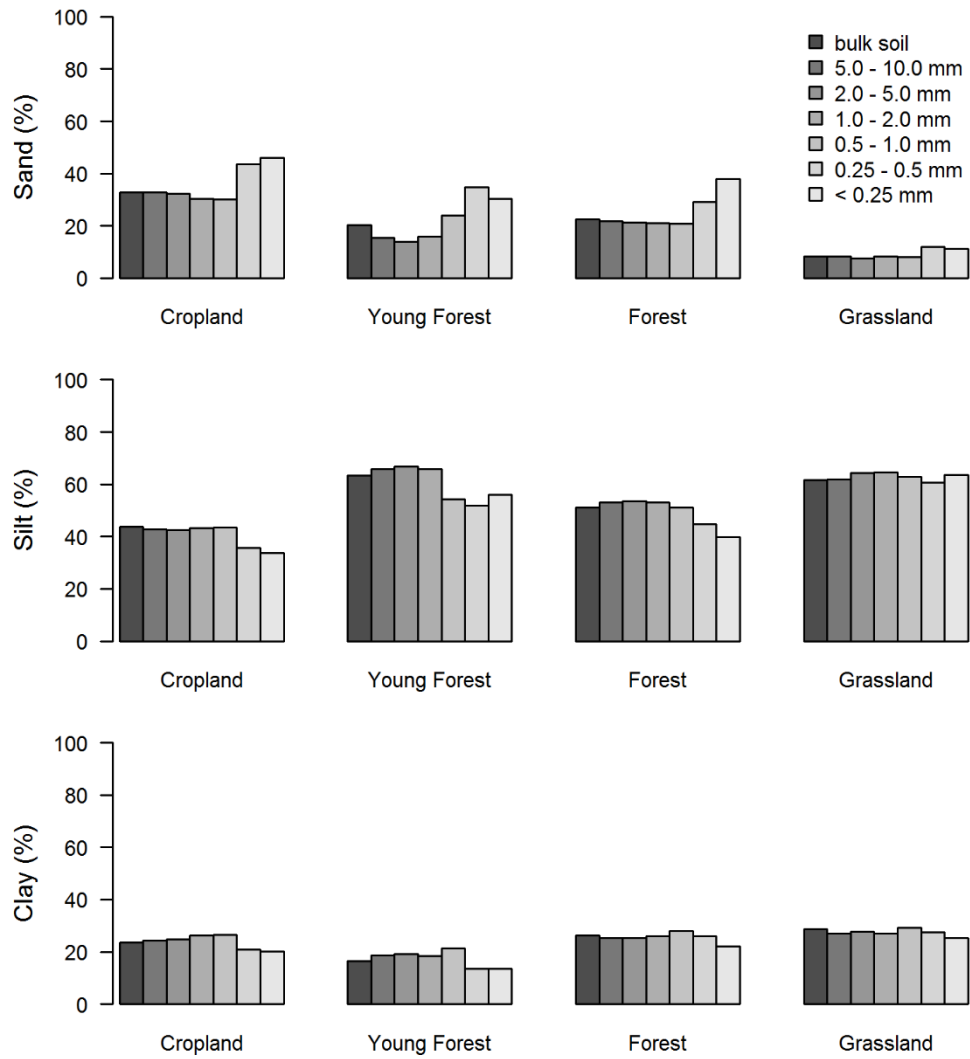 100
80
60
40
20
0
Sand (%)
bulk soil
5.0 - 10.0 mm
2.0 - 5.0 mm
1.0 - 2.0 mm
0.5 - 1.0 mm
0.25 - 0.5 mm
< 0.25 mm
Cropland Young Forest Forest Grassland
100
80
60
40
20
0
Silt (%)
Cropland Young Forest Forest Grassland
100
80
60
40
20
0
Clay (%)
Cropland Young Forest Forest Grassland